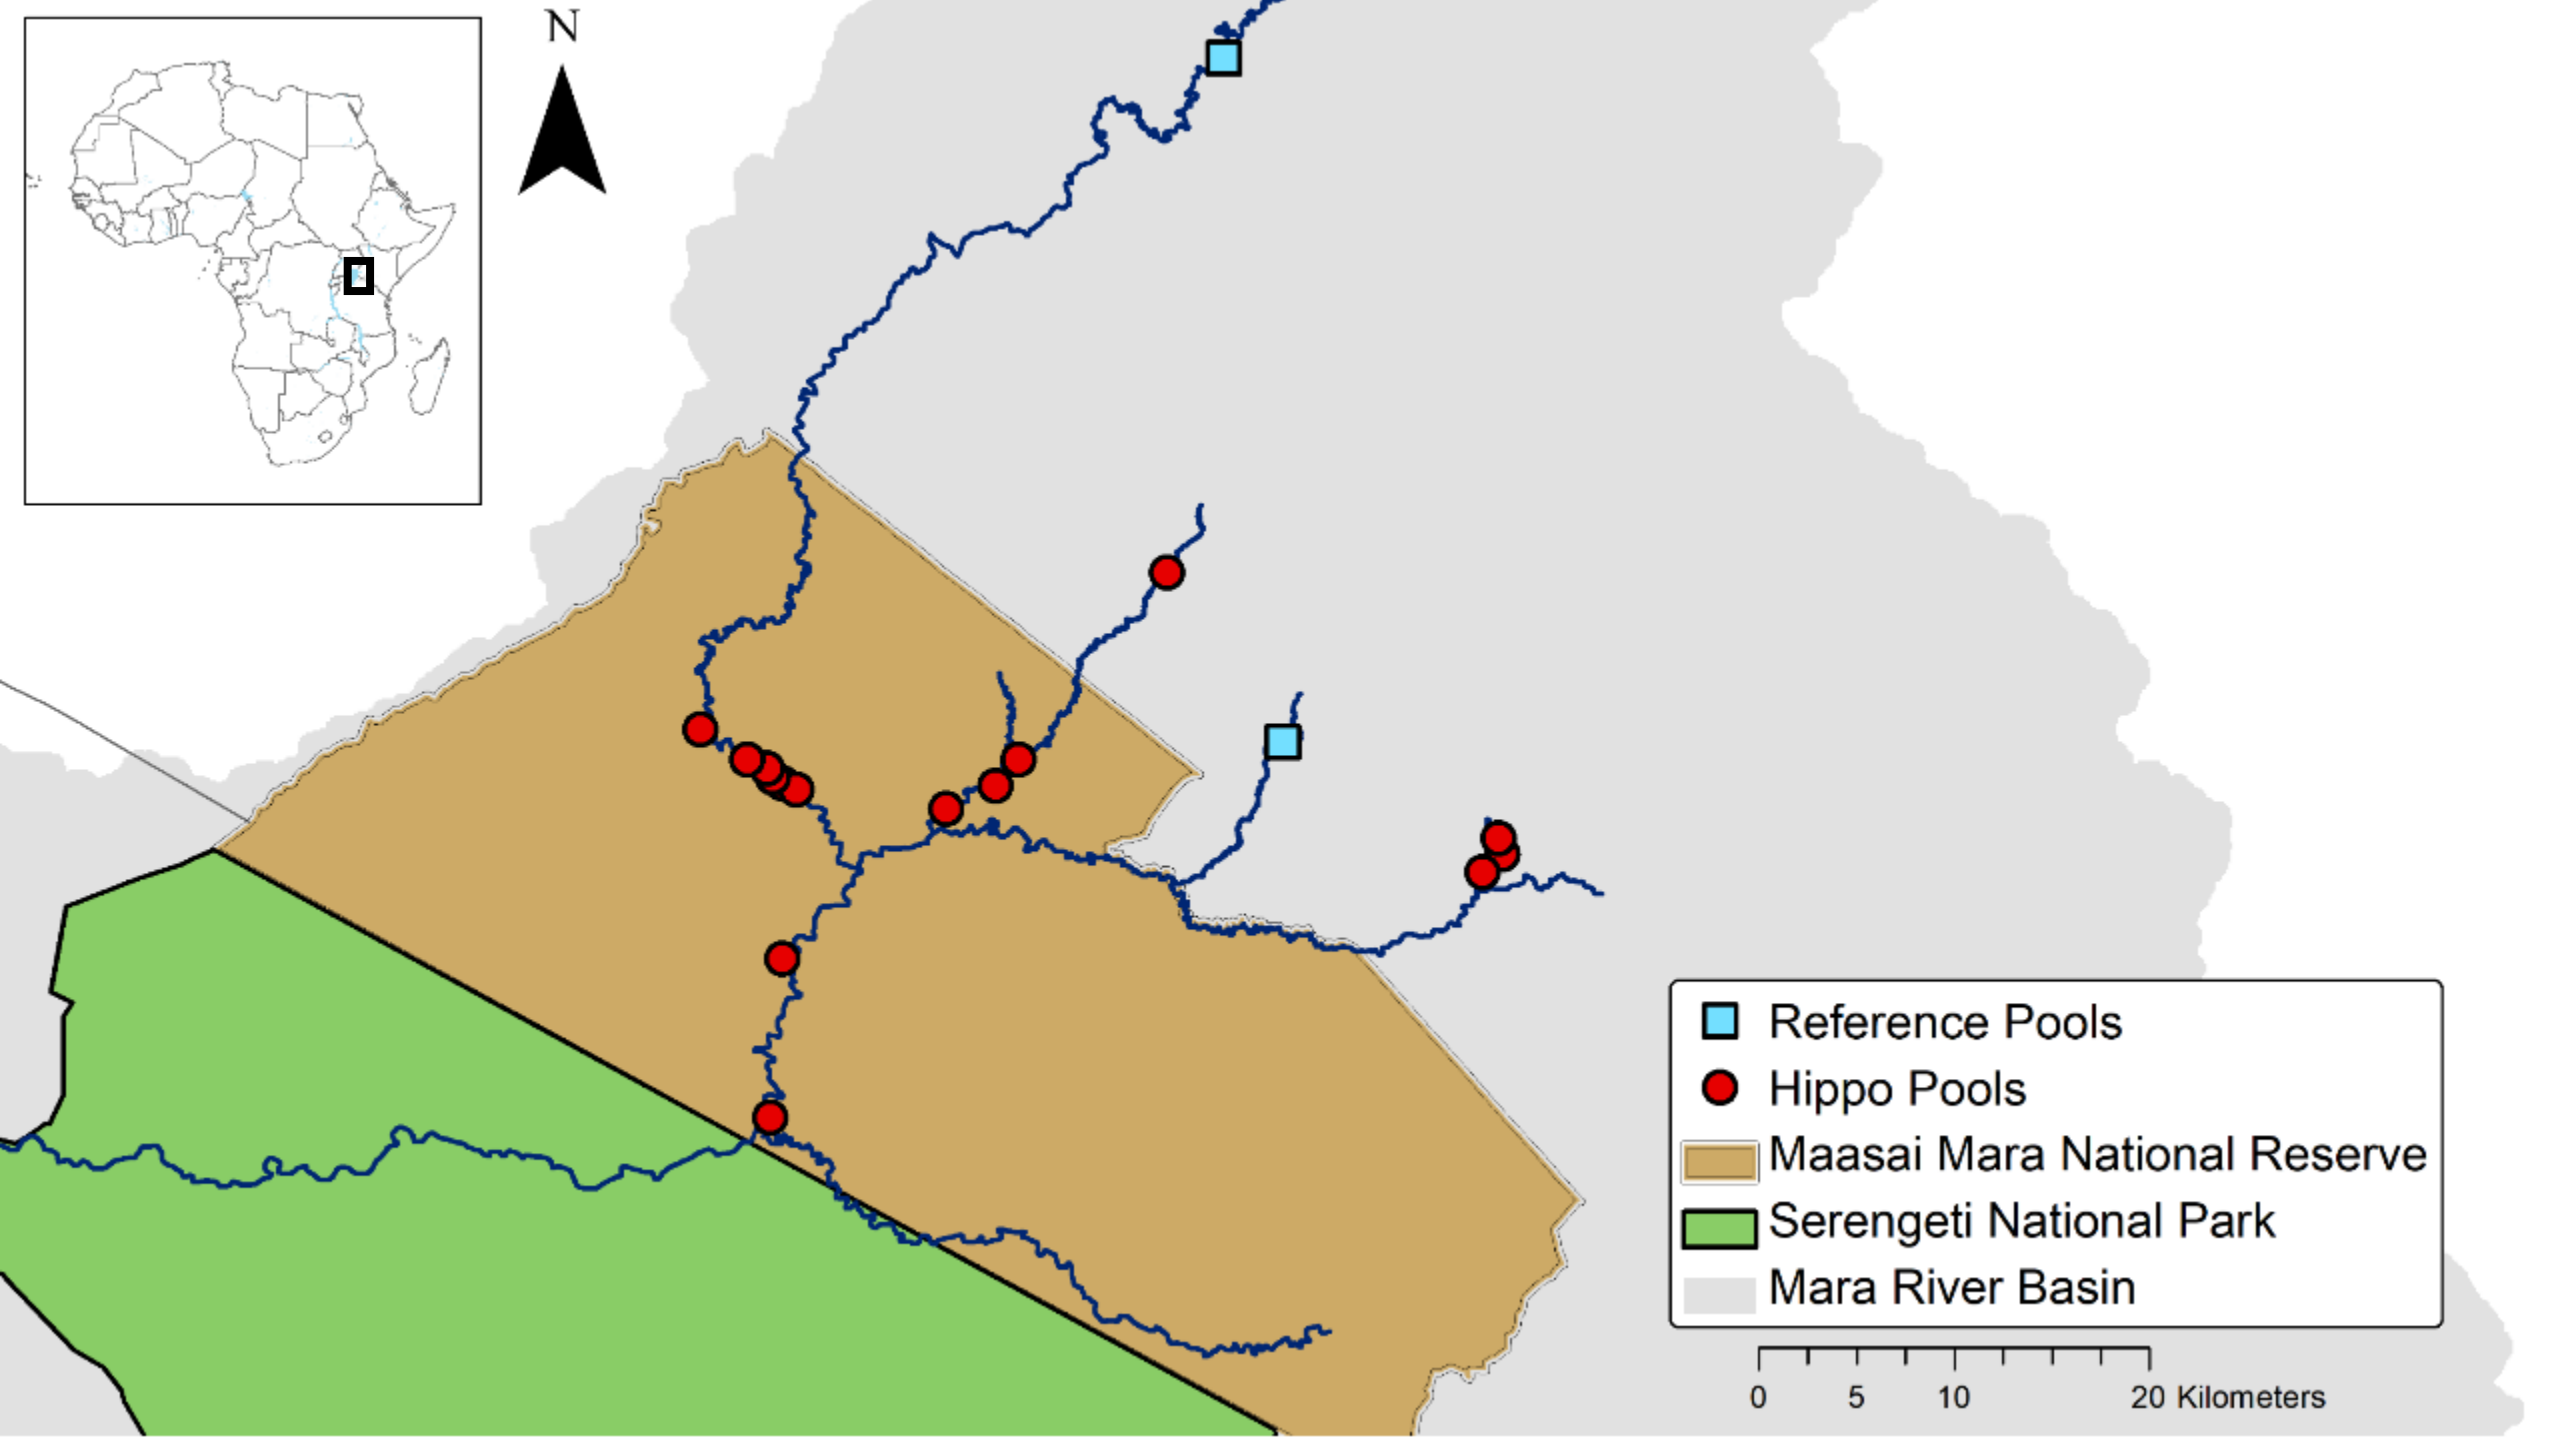 N
Reference Pools
Hippo Pools
Maasai Mara National Reserve
Serengeti National Park
Mara River Basin
0 5 10 20 Kilometers